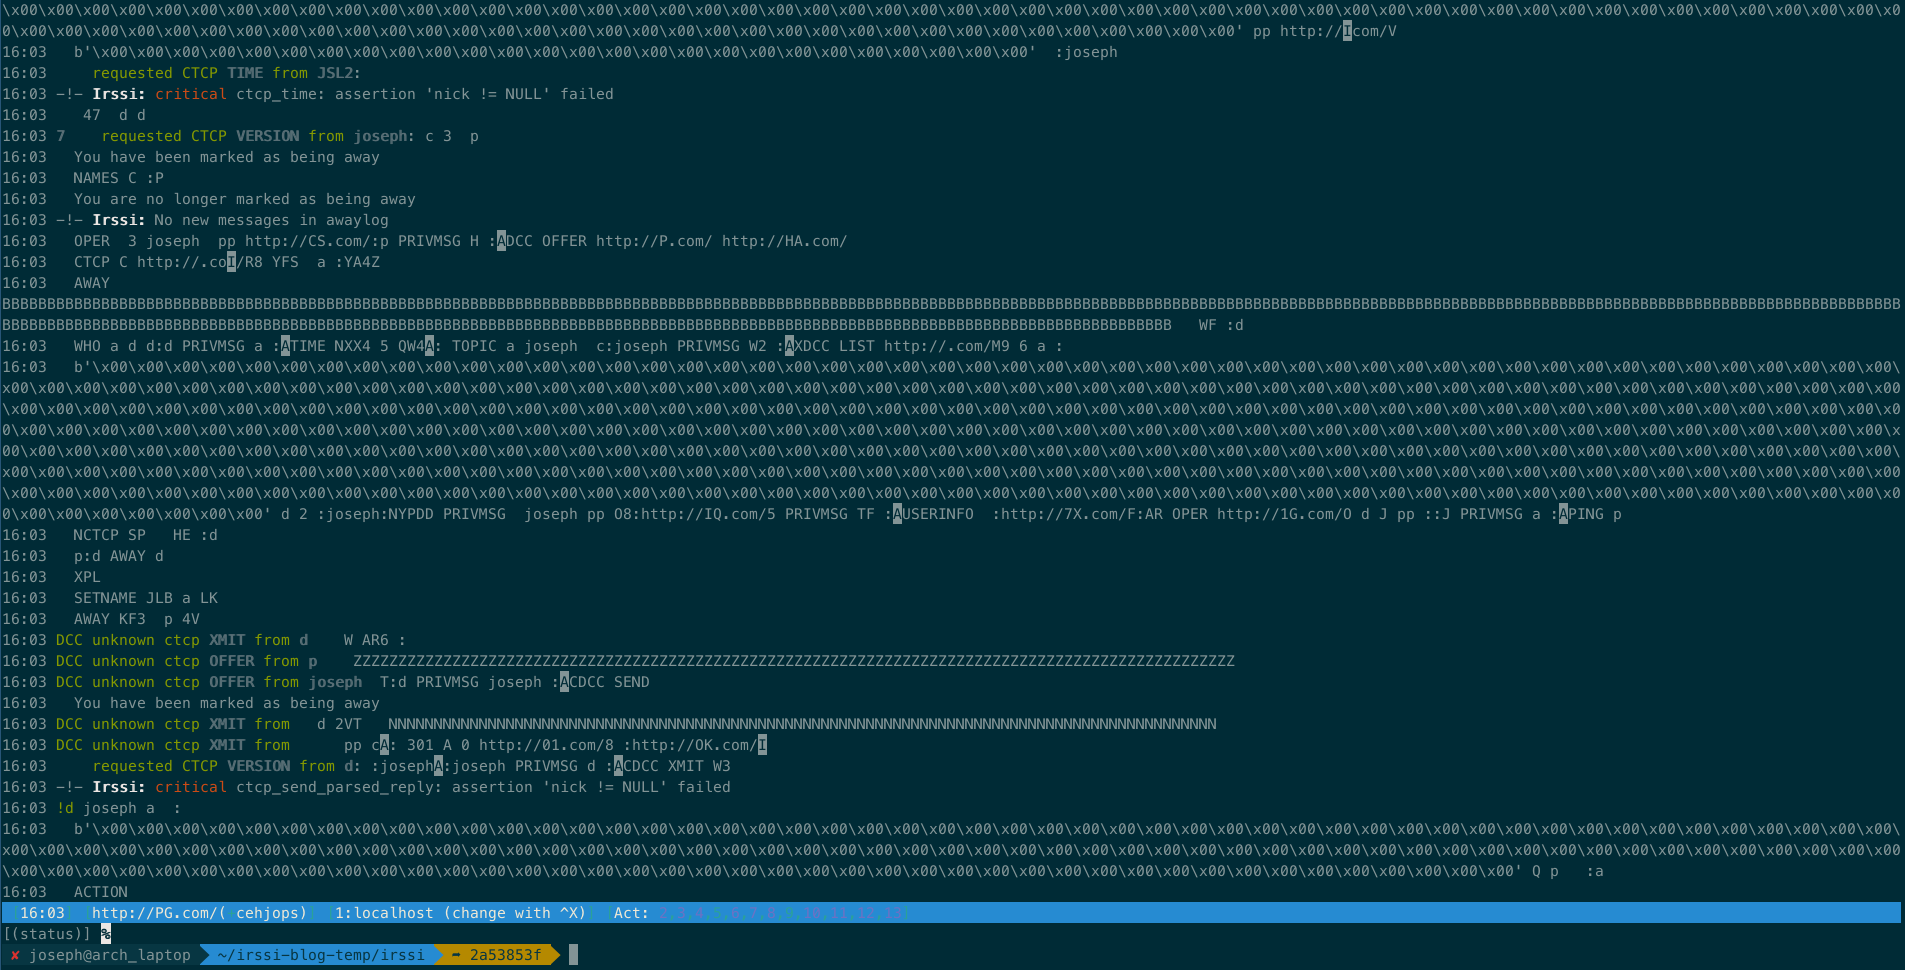 \x00\x00\x00\x00\x00\x00\x00\x00\x00\x00\x00\x00\x00\x00\x00\x00\x00\x00\x00\x00\x00\x00\x00\x00\x00\x00\x00\x00\x00\x00\x00\x00\x00\x00\x00\x00\x00\x00\x00\x00\x00\x00\x00\x00\x00\x00\x00\x00\x00\x00\x00\x00\x0
0\x00\x00\x00\x00\x00\x00\x00\x00\x00\x00\x00\x00\x00\x00\x00\x00\x00\x00\x00\x00\x00\x00\x00\x00\x00\x00\x00\x00\x00\x00\x00\x00\x00\x00' pp http://Icom/V
16:03 b'\x00\x00\x00\x00\x00\x00\x00\x00\x00\x00\x00\x00\x00\x00\x00\x00\x00\x00\x00\x00\x00\x00\x00\x00\x00\x00' :joseph
16:03 requested CTCP TIME from JSL2:
16:03 -!- Irssi: critical ctcp_time: assertion 'nick != NULL' failed
16:03 47 d d
16:03 7 requested CTCP VERSION from joseph: c 3 p
16:03 You have been marked as being away
16:03 NAMES C :P
16:03 You are no longer marked as being away
16:03 -!- Irssi: No new messages in awaylog
16:03 OPER 3 joseph pp http://CS.com/:p PRIVMSG H :ADCC OFFER http://P.com/ http://HA.com/
16:03 CTCP C http://.coI/R8 YFS a :YA4Z
16:03 AWAY
BBBBBBBBBBBBBBBBBBBBBBBBBBBBBBBBBBBBBBBBBBBBBBBBBBBBBBBBBBBBBBBBBBBBBBBBBBBBBBBBBBBBBBBBBBBBBBBBBBBBBBBBBBBBBBBBBBBBBBBBBBBBBBBBBBBBBBBBBBBBBBBBBBBBBBBBBBBBBBBBBBBBBBBBBBBBBBBBBBBBBBBBBBBBBBBBBBBBBBBBBBBBBBB
BBBBBBBBBBBBBBBBBBBBBBBBBBBBBBBBBBBBBBBBBBBBBBBBBBBBBBBBBBBBBBBBBBBBBBBBBBBBBBBBBBBBBBBBBBBBBBBBBBBBBBBBBBBBBBBBBBBBBBBBBBBBBBBBBB WF :d
16:03 WHO a d d:d PRIVMSG a :ATIME NXX4 5 QW4A: TOPIC a joseph c:joseph PRIVMSG W2 :AXDCC LIST http://.com/M9 6 a :
16:03 b'\x00\x00\x00\x00\x00\x00\x00\x00\x00\x00\x00\x00\x00\x00\x00\x00\x00\x00\x00\x00\x00\x00\x00\x00\x00\x00\x00\x00\x00\x00\x00\x00\x00\x00\x00\x00\x00\x00\x00\x00\x00\x00\x00\x00\x00\x00\x00\x00\x00\x00\
x00\x00\x00\x00\x00\x00\x00\x00\x00\x00\x00\x00\x00\x00\x00\x00\x00\x00\x00\x00\x00\x00\x00\x00\x00\x00\x00\x00\x00\x00\x00\x00\x00\x00\x00\x00\x00\x00\x00\x00\x00\x00\x00\x00\x00\x00\x00\x00\x00\x00\x00\x00\x00
\x00\x00\x00\x00\x00\x00\x00\x00\x00\x00\x00\x00\x00\x00\x00\x00\x00\x00\x00\x00\x00\x00\x00\x00\x00\x00\x00\x00\x00\x00\x00\x00\x00\x00\x00\x00\x00\x00\x00\x00\x00\x00\x00\x00\x00\x00\x00\x00\x00\x00\x00\x00\x0
0\x00\x00\x00\x00\x00\x00\x00\x00\x00\x00\x00\x00\x00\x00\x00\x00\x00\x00\x00\x00\x00\x00\x00\x00\x00\x00\x00\x00\x00\x00\x00\x00\x00\x00\x00\x00\x00\x00\x00\x00\x00\x00\x00\x00\x00\x00\x00\x00\x00\x00\x00\x00\x
00\x00\x00\x00\x00\x00\x00\x00\x00\x00\x00\x00\x00\x00\x00\x00\x00\x00\x00\x00\x00\x00\x00\x00\x00\x00\x00\x00\x00\x00\x00\x00\x00\x00\x00\x00\x00\x00\x00\x00\x00\x00\x00\x00\x00\x00\x00\x00\x00\x00\x00\x00\x00\
x00\x00\x00\x00\x00\x00\x00\x00\x00\x00\x00\x00\x00\x00\x00\x00\x00\x00\x00\x00\x00\x00\x00\x00\x00\x00\x00\x00\x00\x00\x00\x00\x00\x00\x00\x00\x00\x00\x00\x00\x00\x00\x00\x00\x00\x00\x00\x00\x00\x00\x00\x00\x00
\x00\x00\x00\x00\x00\x00\x00\x00\x00\x00\x00\x00\x00\x00\x00\x00\x00\x00\x00\x00\x00\x00\x00\x00\x00\x00\x00\x00\x00\x00\x00\x00\x00\x00\x00\x00\x00\x00\x00\x00\x00\x00\x00\x00\x00\x00\x00\x00\x00\x00\x00\x00\x0
0\x00\x00\x00\x00\x00\x00\x00' d 2 :joseph:NYPDD PRIVMSG joseph pp O8:http://IQ.com/5 PRIVMSG TF :AUSERINFO :http://7X.com/F:AR OPER http://1G.com/O d J pp ::J PRIVMSG a :APING p
16:03 NCTCP SP HE :d
16:03 p:d AWAY d
16:03 XPL
16:03 SETNAME JLB a LK
16:03 AWAY KF3 p 4V
16:03 DCC unknown ctcp XMIT from d W AR6 :
16:03 DCC unknown ctcp OFFER from p ZZZZZZZZZZZZZZZZZZZZZZZZZZZZZZZZZZZZZZZZZZZZZZZZZZZZZZZZZZZZZZZZZZZZZZZZZZZZZZZZZZZZZZZZZZZZZZZZZZ
16:03 DCC unknown ctcp OFFER from joseph T:d PRIVMSG joseph :ACDCC SEND
16:03 You have been marked as being away
16:03 DCC unknown ctcp XMIT from d 2VT NNNNNNNNNNNNNNNNNNNNNNNNNNNNNNNNNNNNNNNNNNNNNNNNNNNNNNNNNNNNNNNNNNNNNNNNNNNNNNNNNNNNNNNNNNNN
16:03 DCC unknown ctcp XMIT from pp cA: 301 A 0 http://01.com/8 :http://OK.com/I
16:03 requested CTCP VERSION from d: :josephA:joseph PRIVMSG d :ACDCC XMIT W3
16:03 -!- Irssi: critical ctcp_send_parsed_reply: assertion 'nick != NULL' failed
16:03 !d joseph a :
16:03 b'\x00\x00\x00\x00\x00\x00\x00\x00\x00\x00\x00\x00\x00\x00\x00\x00\x00\x00\x00\x00\x00\x00\x00\x00\x00\x00\x00\x00\x00\x00\x00\x00\x00\x00\x00\x00\x00\x00\x00\x00\x00\x00\x00\x00\x00\x00\x00\x00\x00\x00\
x00\x00\x00\x00\x00\x00\x00\x00\x00\x00\x00\x00\x00\x00\x00\x00\x00\x00\x00\x00\x00\x00\x00\x00\x00\x00\x00\x00\x00\x00\x00\x00\x00\x00\x00\x00\x00\x00\x00\x00\x00\x00\x00\x00\x00\x00\x00\x00\x00\x00\x00\x00\x00
\x00\x00\x00\x00\x00\x00\x00\x00\x00\x00\x00\x00\x00\x00\x00\x00\x00\x00\x00\x00\x00\x00\x00\x00\x00\x00\x00\x00\x00\x00\x00\x00\x00\x00\x00\x00\x00\x00\x00\x00\x00\x00' Q p :a
16:03 ACTION
[16:03] [http://PG.com/( cehjops)] [1:localhost (change with ^X)] [Act: 2,3,4,5,6,7,8,9,10,11,12,13]
[(status)] %
✘ joseph@arch_laptop ~/irssi-blog-temp/irssi ➦ 2a53853f